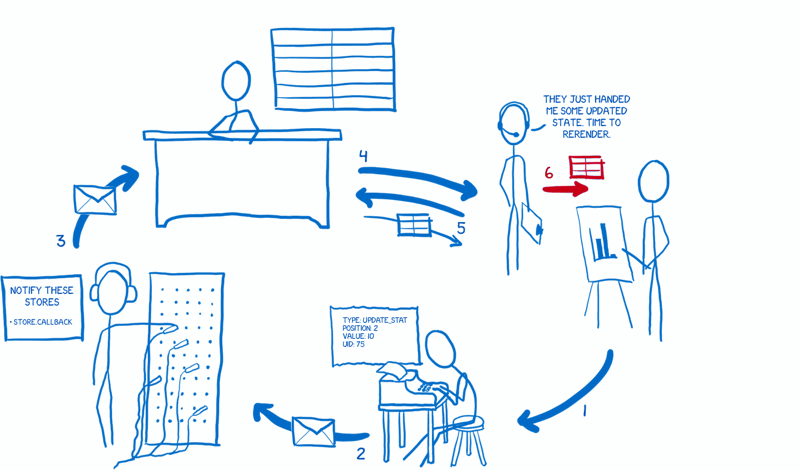 THEY JUST HANDED
ME SOME UPDATED
STATE. TIME TO
RERENDER.
4
6
5
3
NOTIFY THESE
STORES
• STORE.CALLBACK
TYPE: UPDATE_STAT
POSITION: 2
VALUE: 10
UID: 75
1
2